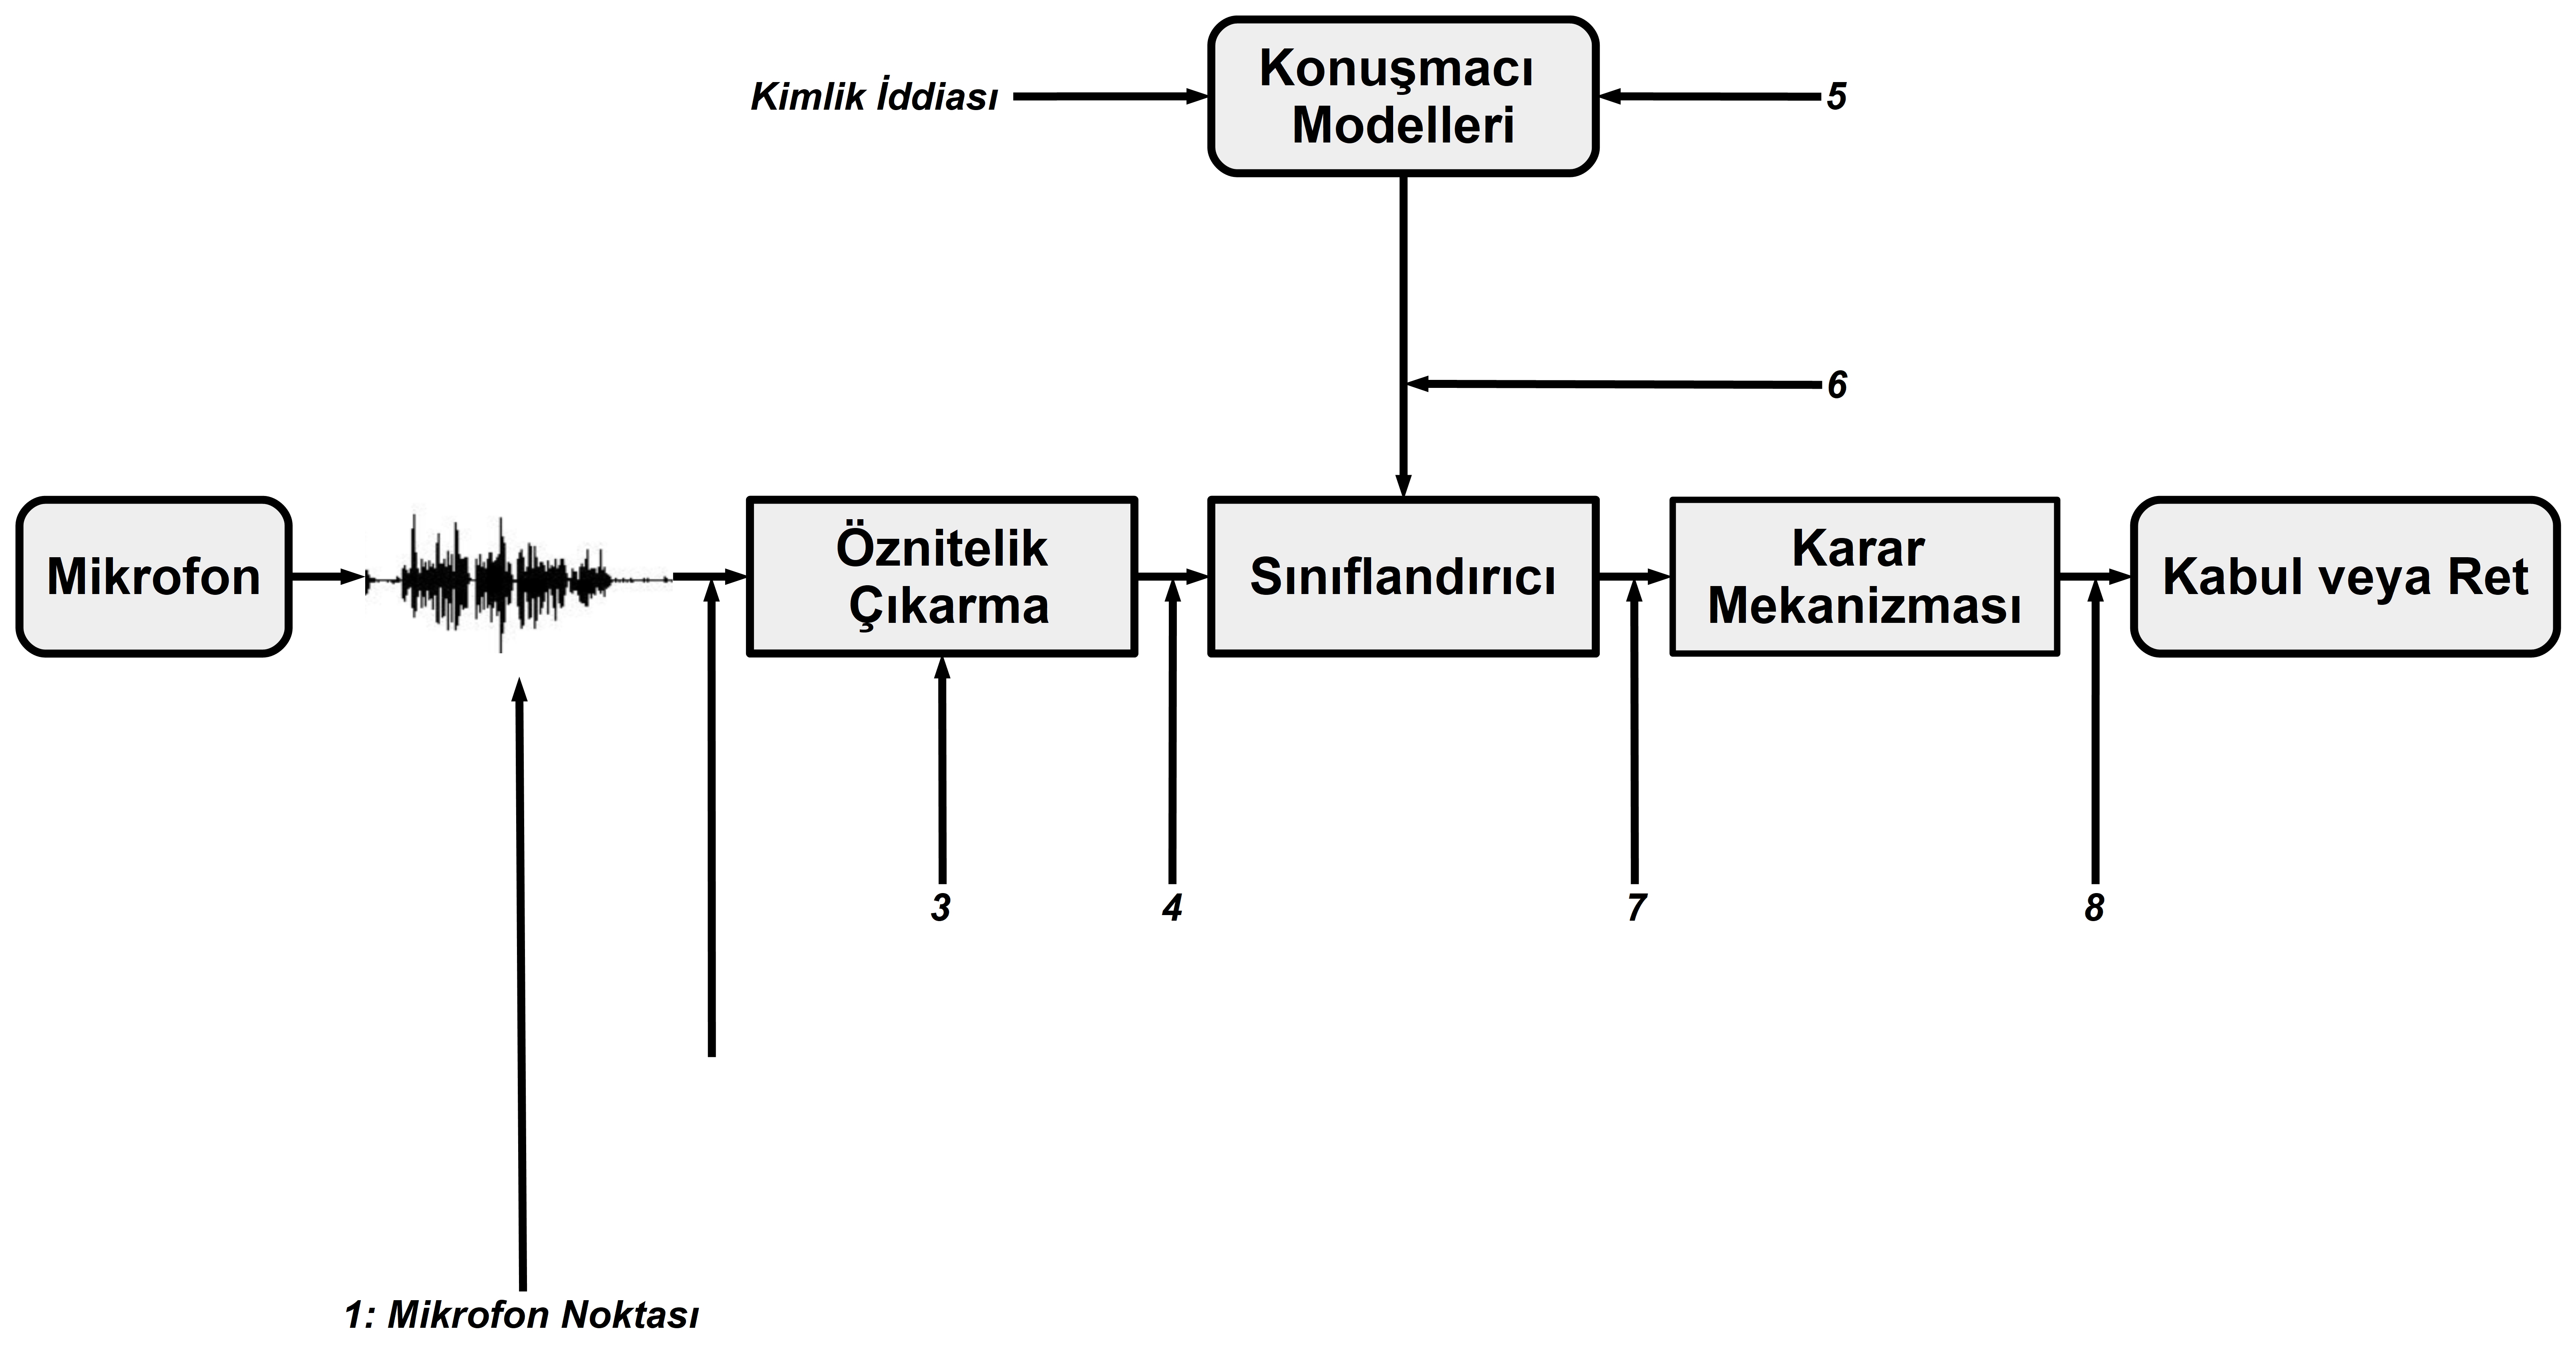 Konuşmacı
Modelleri
Kimlik İddiası
5
6
Mikrofon
Öznitelik
Çıkarma
Sınıflandırıcı
Karar
Mekanizması
Kabul veya Ret
3
4
7
8
1: Mikrofon Noktası